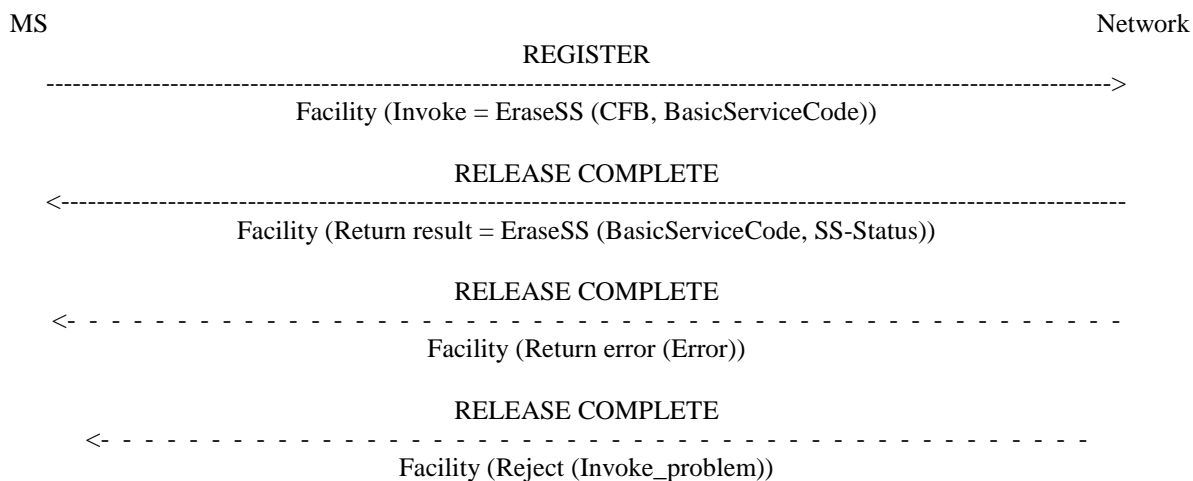 MS Network
REGISTER
Facility (Invoke = EraseSS (CFB, BasicServiceCode))
RELEASE COMPLETE
Facility (Return result = EraseSS (BasicServiceCode, SS-Status))
RELEASE COMPLETE
Facility (Return error (Error))
RELEASE COMPLETE
Facility (Reject (Invoke_problem))